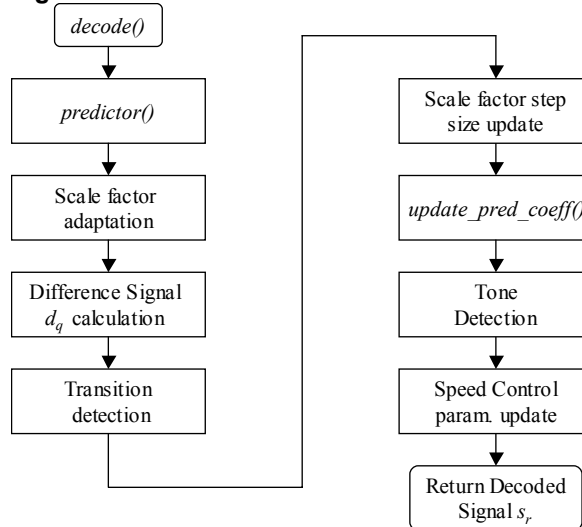 decode()
predictor()
Scale factor
adaptation
Difference Signal
d_q calculation
Transition
detection
Scale factor step
size update
update_pred_coeff()
Tone
Detection
Speed Control
param. update
Return Decoded
Signal s_r